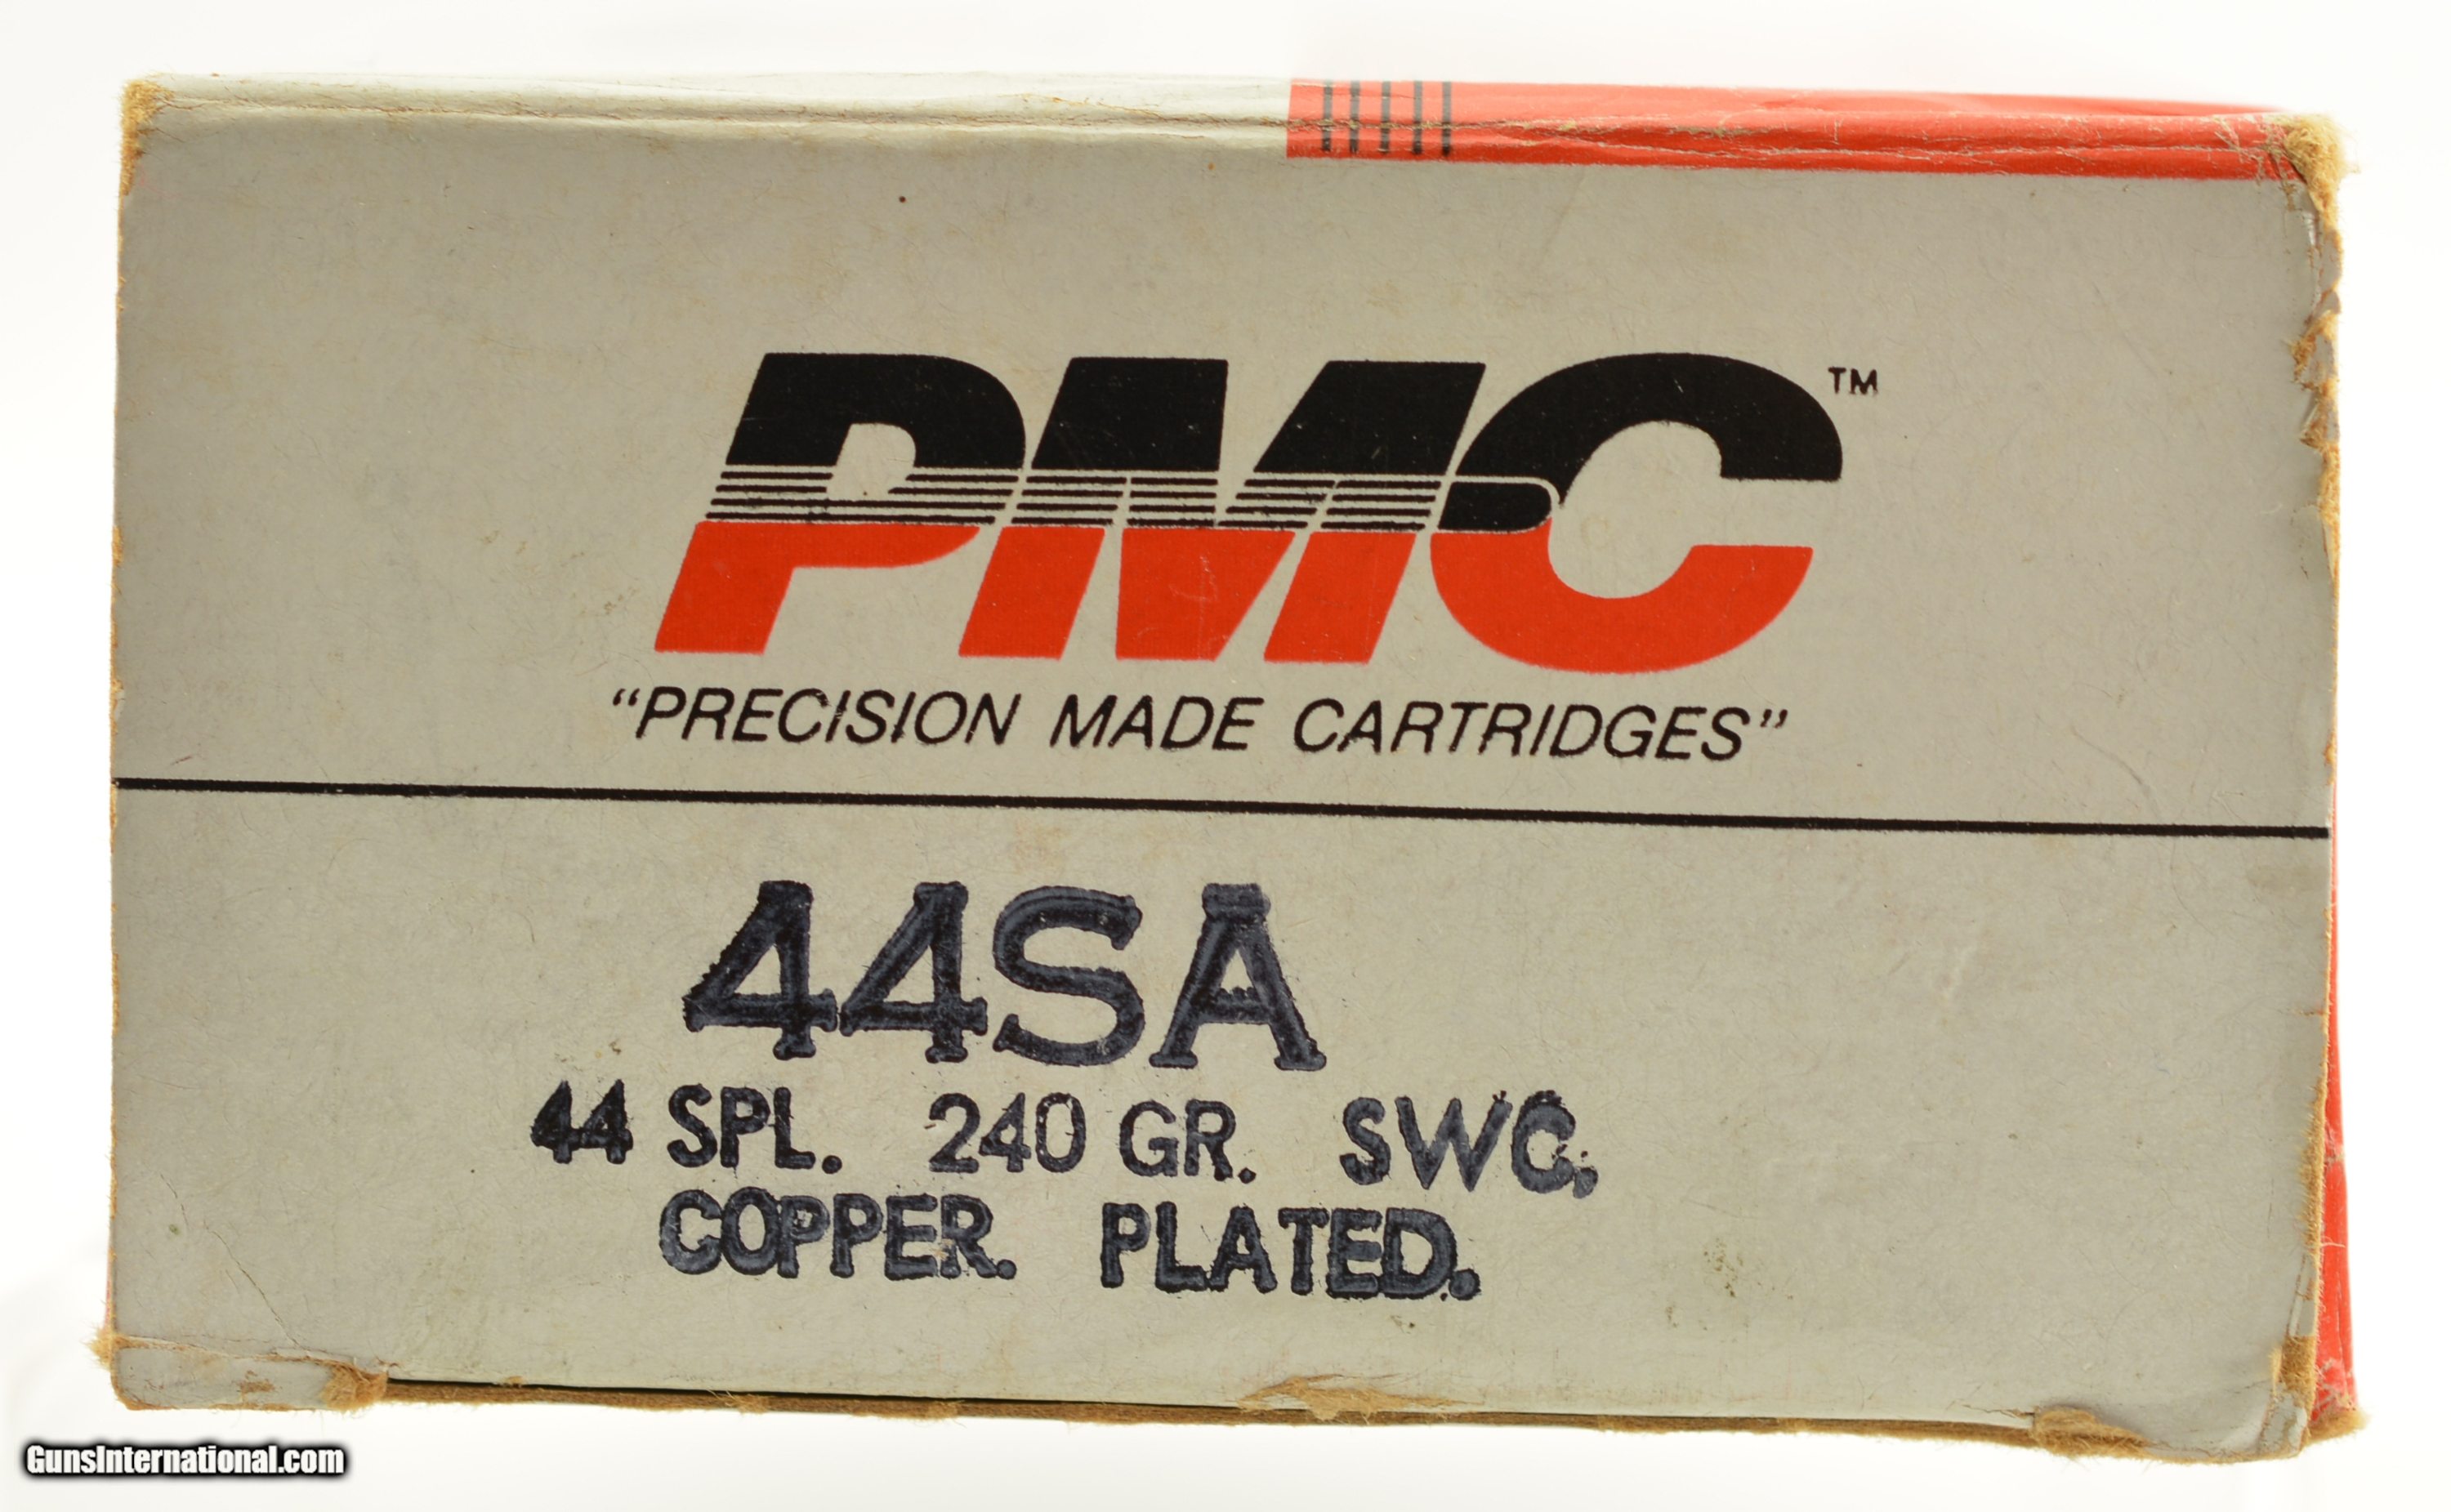 PMC™
“PRECISION MADE CARTRIDGES”
44SA
44 SPL. 240 GR. SWC.
COPPER. PLATED.
GunsInternational.com